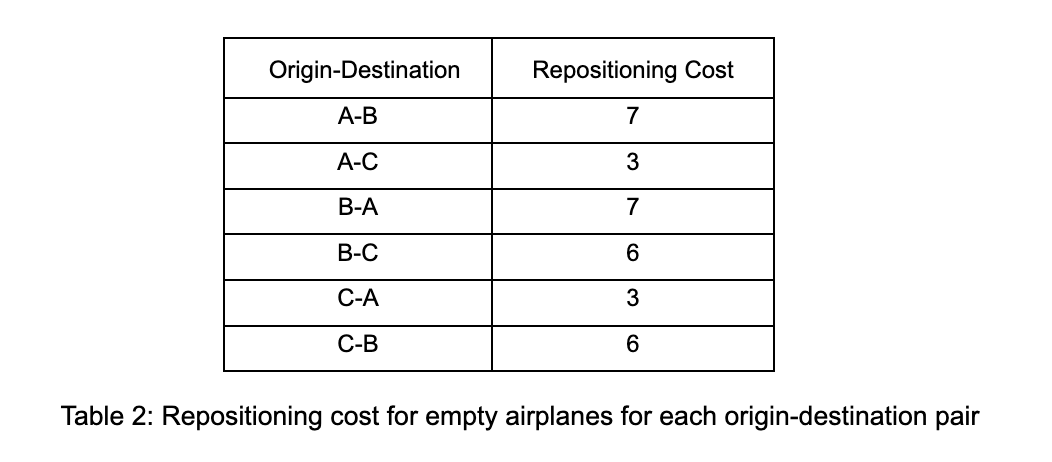 Origin-Destination Repositioning Cost
A-B 7
A-C 3
B-A 7
B-C 6
C-A 3
C-B 6
Table 2: Repositioning cost for empty airplanes for each origin-destination pair